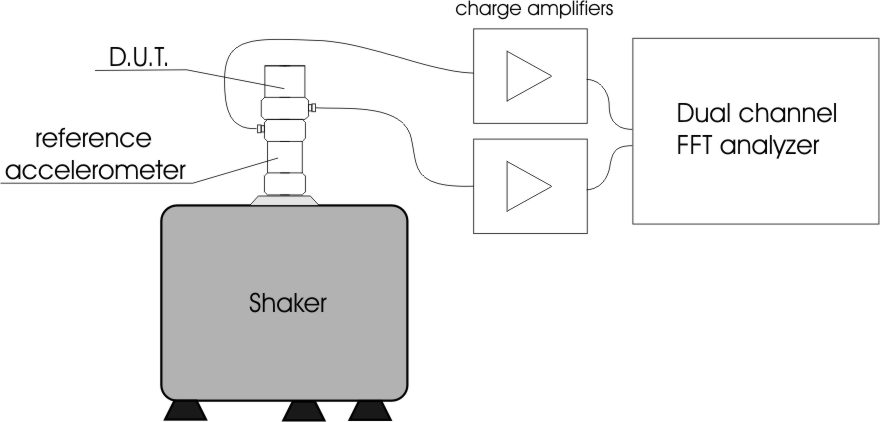 charge amplifiers
D.U.T.
reference
accelerometer
Dual channel
FFT analyzer
Shaker